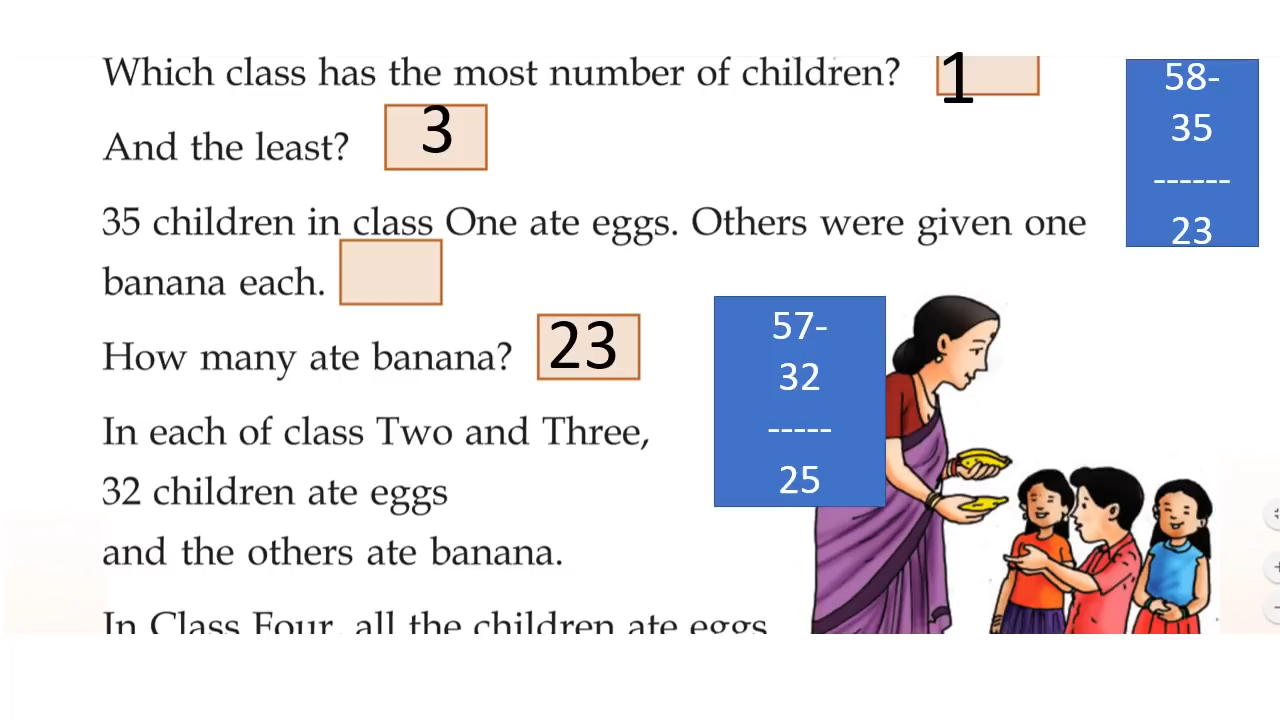 Which class has the most number of children? 1
And the least? 3
35 children in class One ate eggs. Others were given one
banana each.
How many ate banana? 23
In each of class Two and Three,
32 children ate eggs
and the others ate banana.
In Class Four, all the children ate eggs
58-
35
------
23
57-
32
-----
25